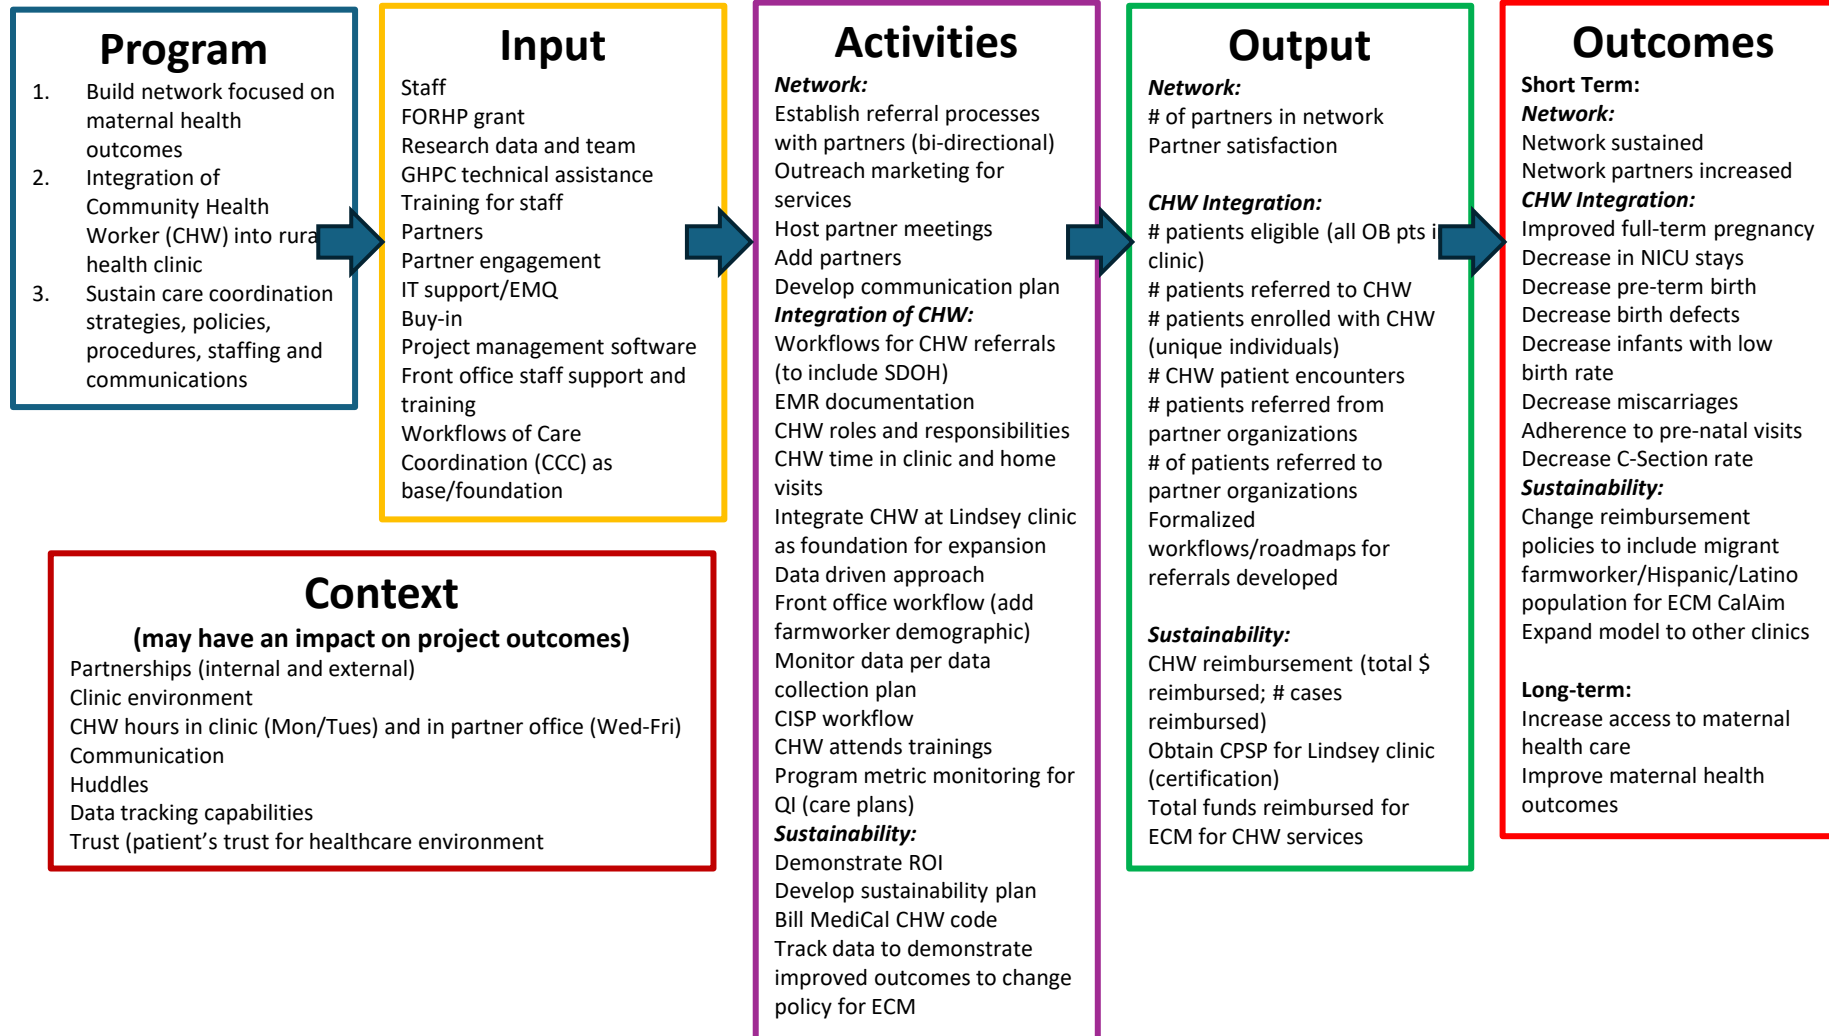 Program
1. Build network focused on
maternal health
outcomes
2. Integration of
Community Health
Worker (CHW) into rura
health clinic
3. Sustain care coordination
strategies, policies,
procedures, staffing and
communications
Input
Staff
FORHP grant
Research data and team
GHPC technical assistance
Training for staff
Partners
Partner engagement
IT support/EMQ
Buy-in
Project management software
Front office staff support and
training
Workflows of Care
Coordination (CCC) as
base/foundation
Context
(may have an impact on project outcomes)
Partnerships (internal and external)
Clinic environment
CHW hours in clinic (Mon/Tues) and in partner office (Wed-Fri)
Communication
Huddles
Data tracking capabilities
Trust (patient’s trust for healthcare environment
Activities
Network:
Establish referral processes
with partners (bi-directional)
Outreach marketing for
services
Host partner meetings
Add partners
Develop communication plan
Integration of CHW:
Workflows for CHW referrals
(to include SDOH)
EMR documentation
CHW roles and responsibilities
CHW time in clinic and home
visits
Integrate CHW at Lindsey clinic
as foundation for expansion
Data driven approach
Front office workflow (add
farmworker demographic)
Monitor data per data
collection plan
CISP workflow
CHW attends trainings
Program metric monitoring for
QI (care plans)
Sustainability:
Demonstrate ROI
Develop sustainability plan
Bill MediCal CHW code
Track data to demonstrate
improved outcomes to change
policy for ECM
Output
Network:
# of partners in network
Partner satisfaction
CHW Integration:
# patients eligible (all OB pts i
clinic)
# patients referred to CHW
# patients enrolled with CHW
(unique individuals)
# CHW patient encounters
# patients referred from
partner organizations
# of patients referred to
partner organizations
Formalized
workflows/roadmaps for
referrals developed
Sustainability:
CHW reimbursement (total $
reimbursed; # cases
reimbursed)
Obtain CPSP for Lindsey clinic
(certification)
Total funds reimbursed for
ECM for CHW services
Outcomes
Short Term:
Network:
Network sustained
Network partners increased
CHW Integration:
Improved full-term pregnancy
Decrease in NICU stays
Decrease pre-term birth
Decrease birth defects
Decrease infants with low
birth rate
Decrease miscarriages
Adherence to pre-natal visits
Decrease C-Section rate
Sustainability:
Change reimbursement
policies to include migrant
farmworker/Hispanic/Latino
population for ECM CalAim
Expand model to other clinics
Long-term:
Increase access to maternal
health care
Improve maternal health
outcomes